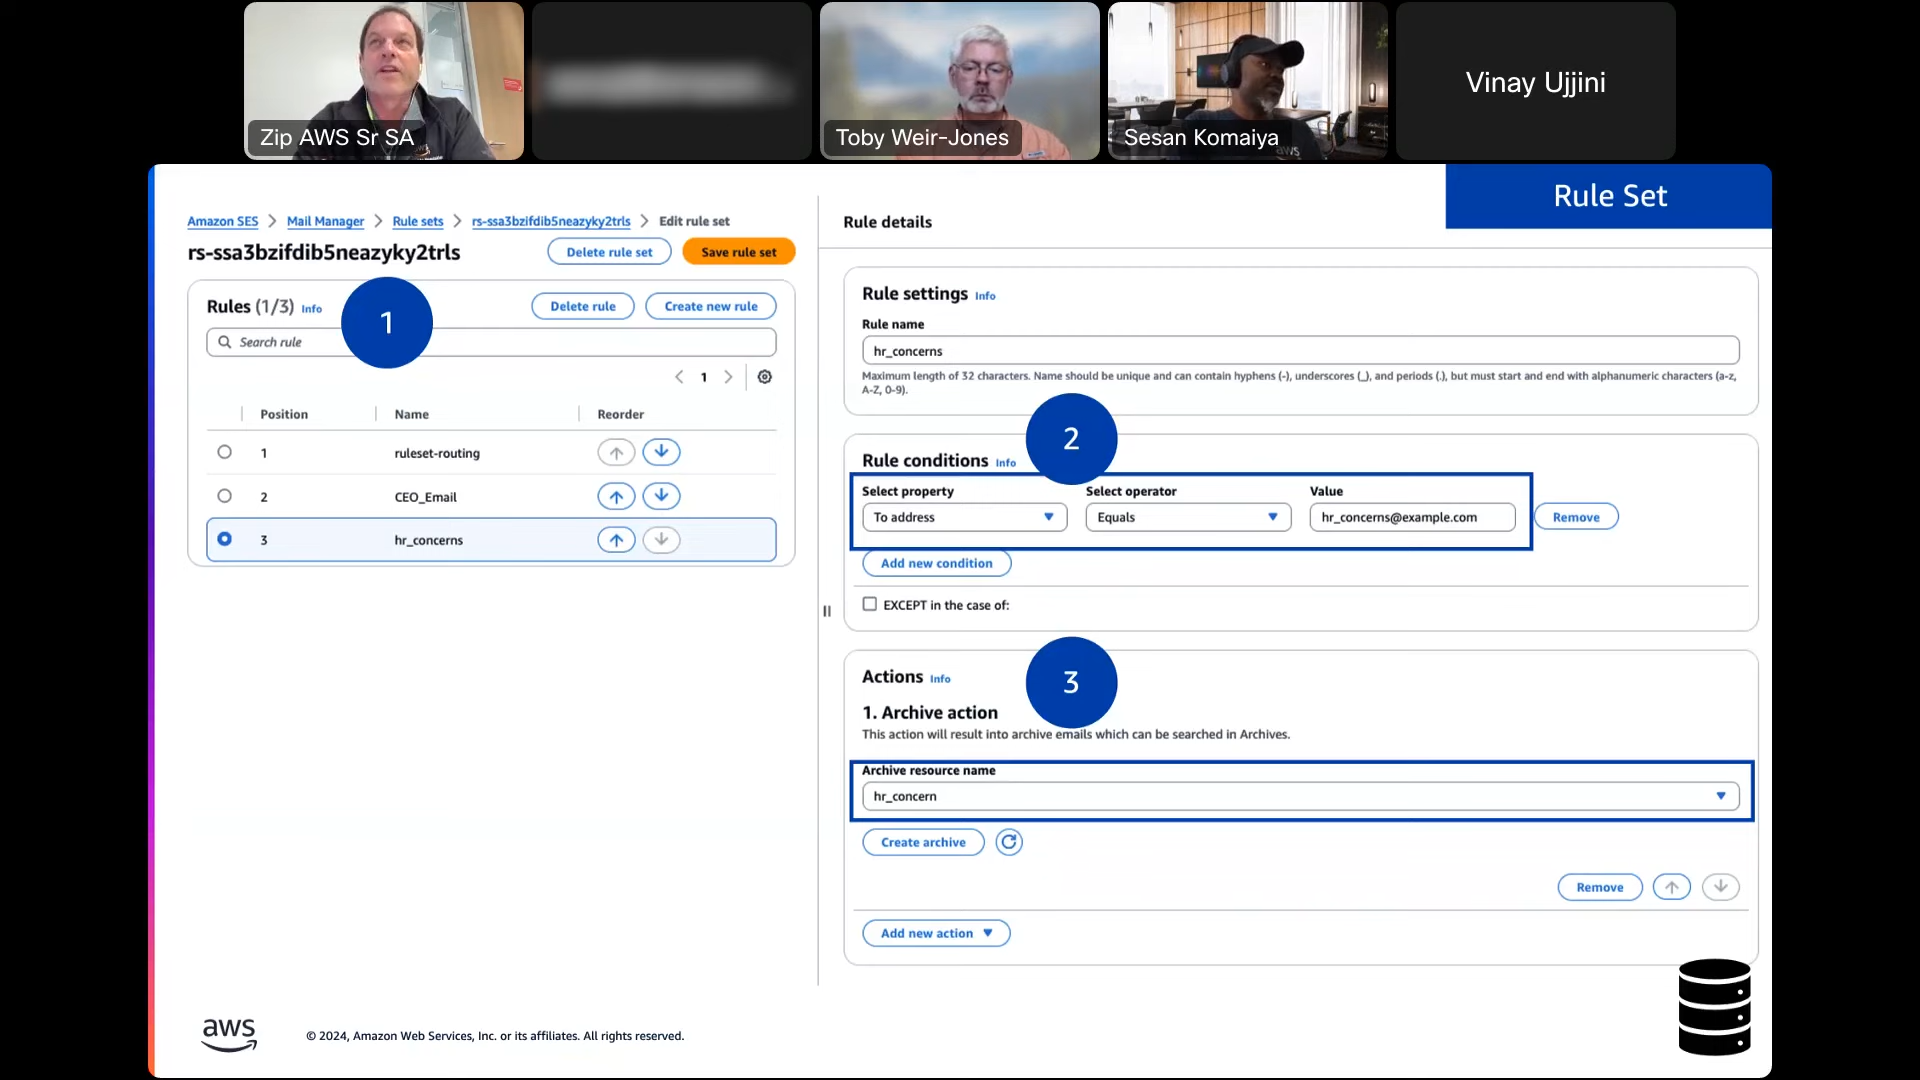 Zip AWS Sr SA
Toby Weir-Jones
Sesan Komaiya
aws
Vinay Ujjini
Rule Set
Amazon SES > Mail Manager > Rule sets > rs-ssa3bzifdib5neazyky2trls > Edit rule set
rs-ssa3bzifdib5neazyky2trls
Delete rule set
Save rule set
Rules (1/3) Info
1
Delete rule
Create new rule
Search rule
1
Position
Name
Reorder
1
ruleset-routing
2
CEO_Email
3
hr_concerns
Rule details
Rule settings Info
Rule name
hr_concerns
Maximum length of 32 characters. Name should be unique and can contain hyphens (-), underscores (_), and periods (.), but must start and end with alphanumeric characters (a-z,
A-Z, 0-9).
2
Rule conditions Info
Select property
Select operator
Value
To address
Equals
hr_concerns@example.com
Remove
Add new condition
EXCEPT in the case of:
3
Actions Info
1. Archive action
This action will result into archive emails which can be searched in Archives.
Archive resource name
hr_concern
Create archive
Remove
Add new action
aws
© 2024, Amazon Web Services, Inc. or its affiliates. All rights reserved.